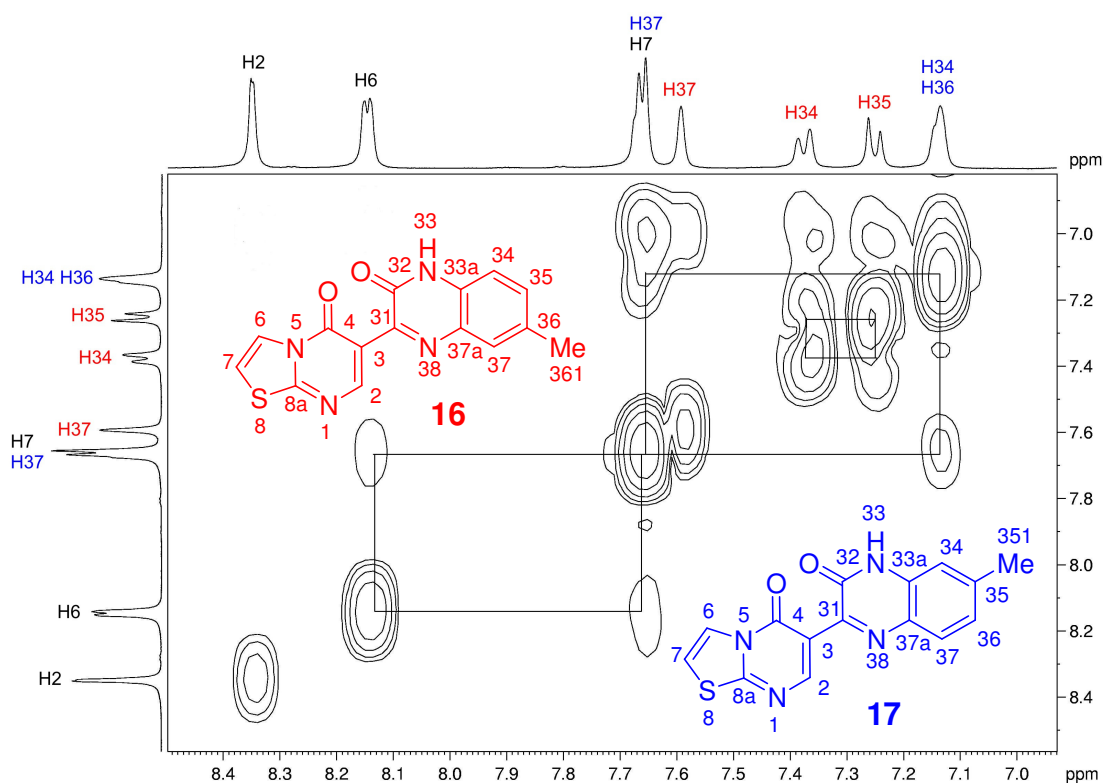 H37
H34
H2
H7
H36
H6
H37
H34
H35
ppm
33
H
34
32
N
33a
35
O
O
6
5
4
31
36
N
N
37a
37
Me
7
3
38
361
S
8a
N
2
8
1
16
33
351
H
34
Me
32
N
33a
O
O
35
6
5
4
31
N
N
37a
36
7
3
38
37
S
8a
N
2
8
1
17
H34 H36
H35
H34
H37
H7
H37
H6
H2
7.0
7.2
7.4
7.6
7.8
8.0
8.2
8.4
8.4 8.3 8.2 8.1 8.0 7.9 7.8 7.7 7.6 7.5 7.4 7.3 7.2 7.1 7.0 ppm